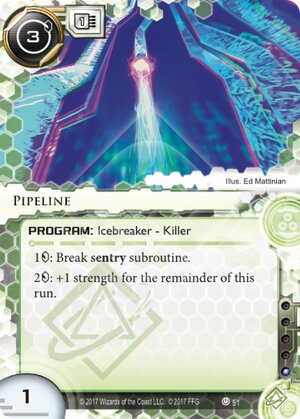 3
1
Illus. Ed Mattinian
Pipeline
PROGRAM: Icebreaker - Killer
1: Break sentry subroutine.
2: +1 strength for the remainder of this
run.
1
© 2017 Wizards of the Coast LLC. © 2017 FFG
51